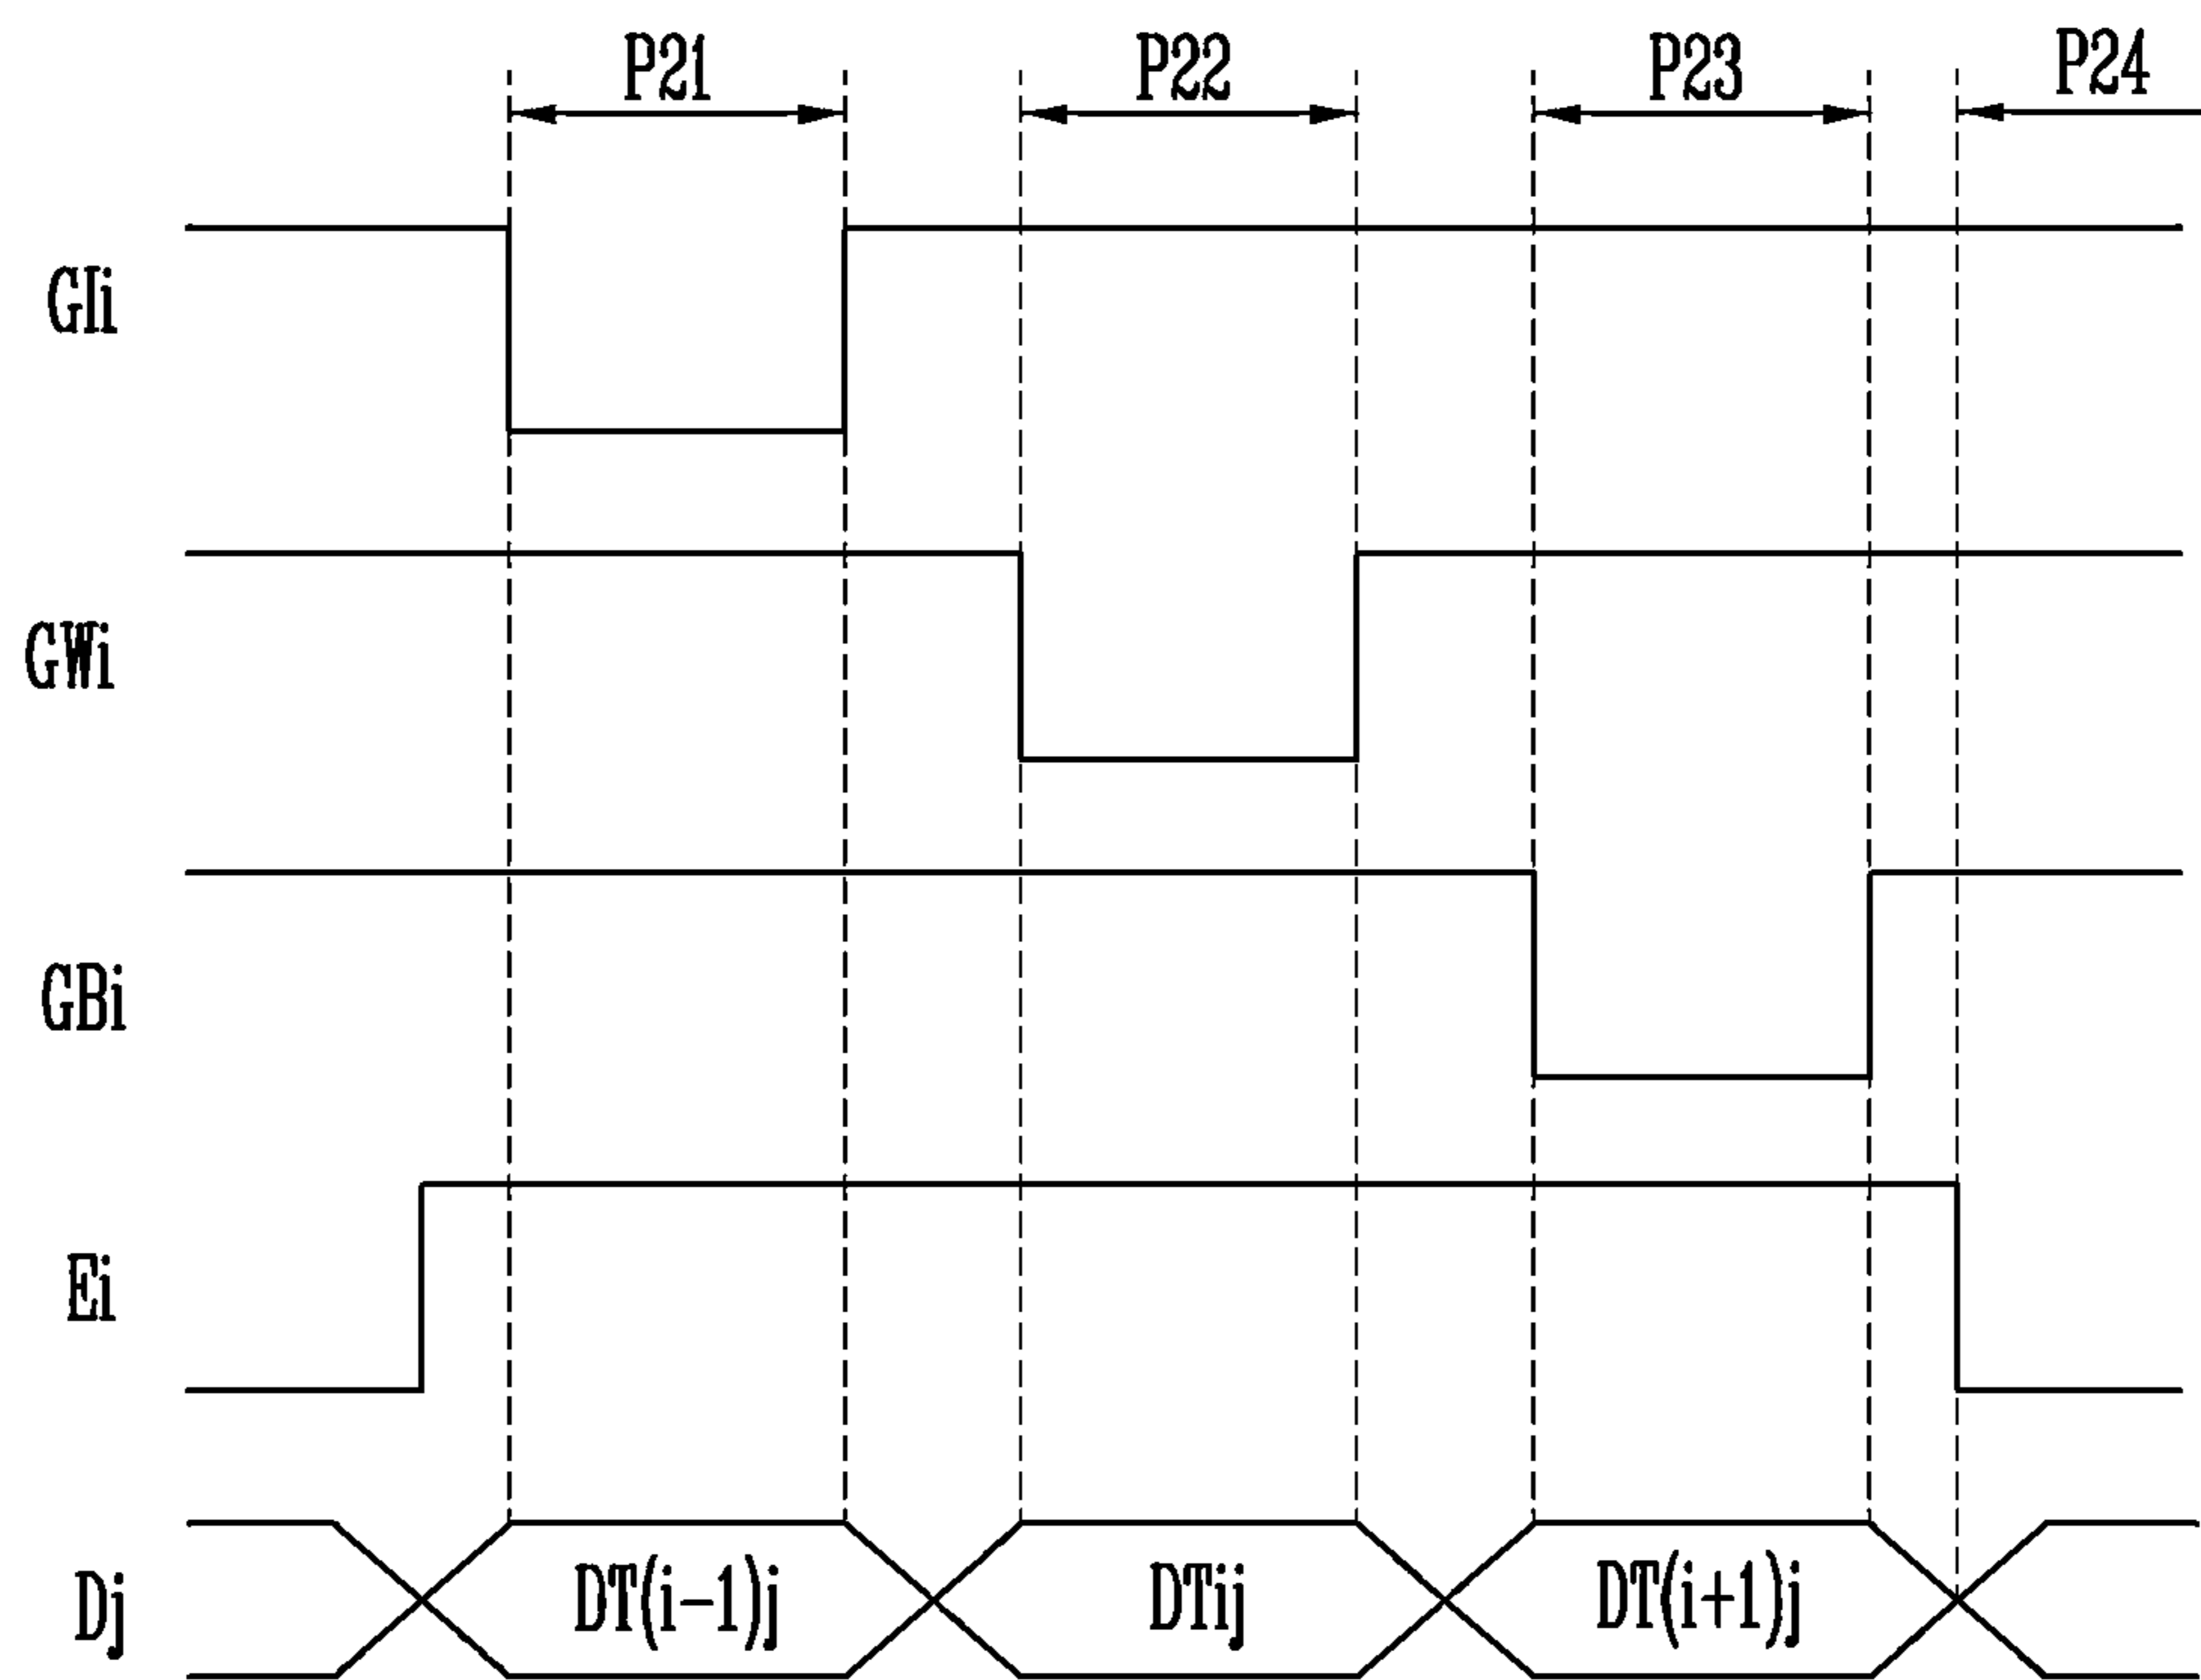 P21 P22 P23 P24
GIi
GWi
GBi
Ei
Dj DT(i-1)j DTij DT(i+1)j